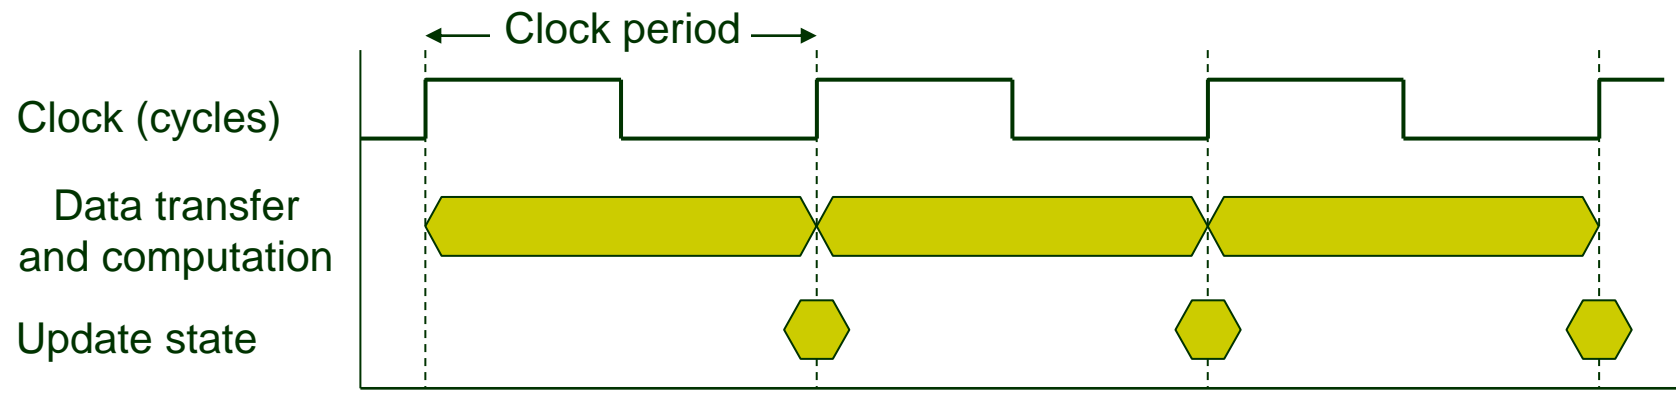 Clock period
Clock (cycles)
Data transfer
and computation
Update state